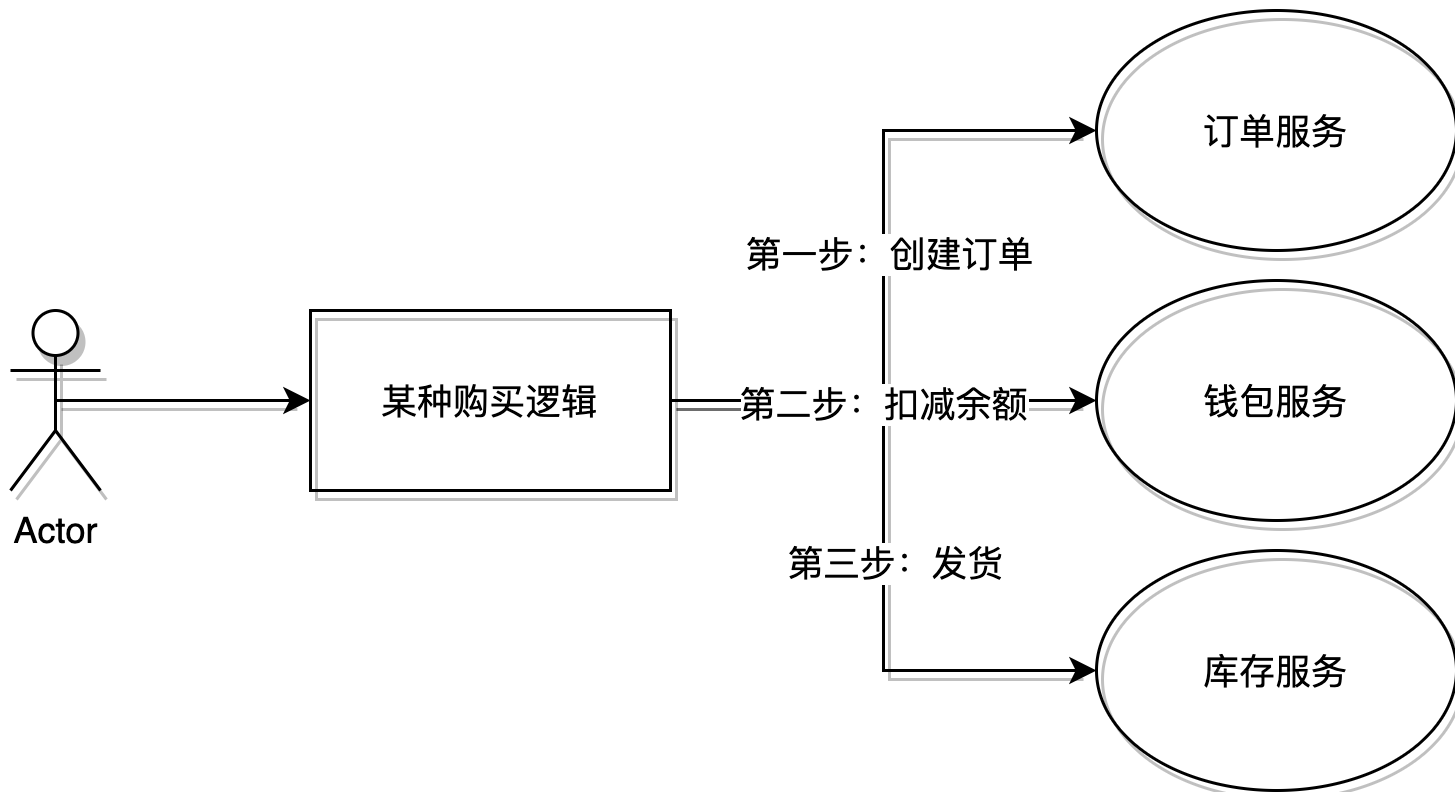 Actor
某种购买逻辑
第一步：创建订单
第二步：扣减余额
第三步：发货
订单服务
钱包服务
库存服务